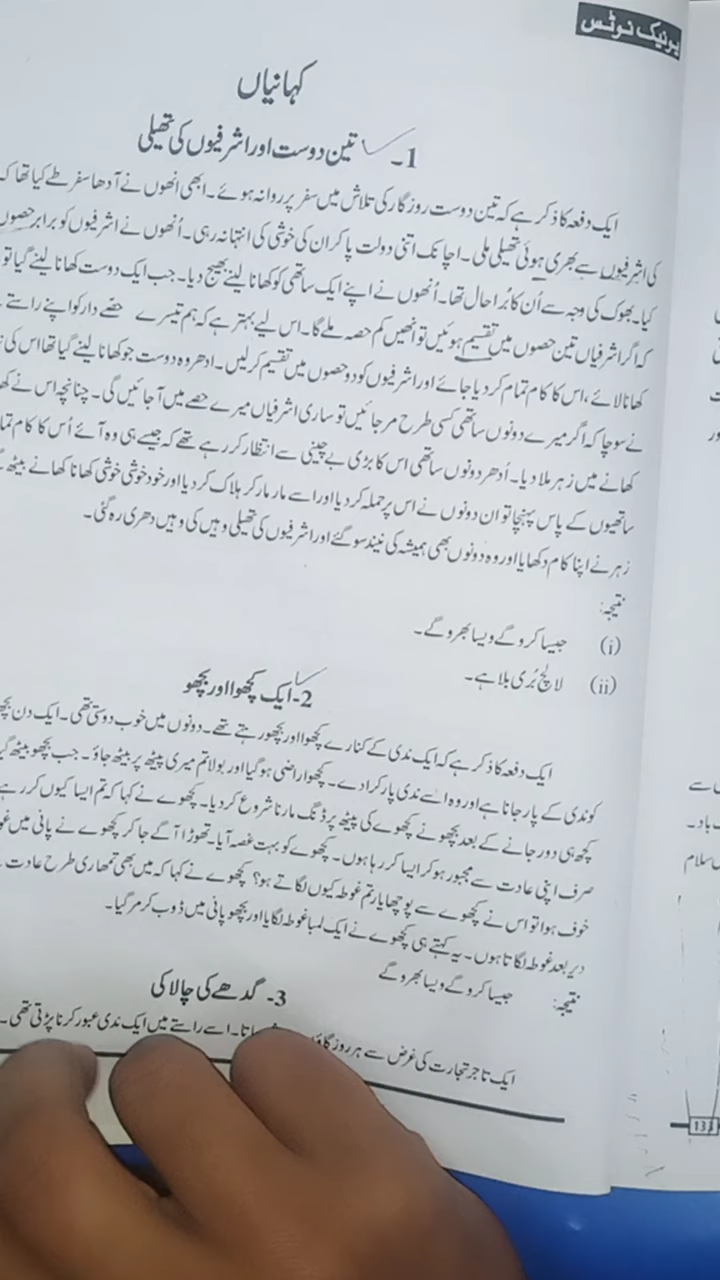 یونیک نوٹس
کہانیاں
1۔ تین دوست اور اشرفیوں کی تھیلی
ایک دفعہ کا ذکر ہے کہ تین دوست روزگار کی تلاش میں سفر پر روانہ ہوئے۔ ابھی انھوں نے آدھا سفر طے کیا تھا کہ
کی اشرفیوں سے بھری ہوئی تھیلی ملی۔ اچانک اتنی دولت پا کر ان کی خوشی کی انتہا نہ رہی۔ اُنھوں نے اشرفیوں کو برابر حصوں
کیا۔ بھوک کی وجہ سے اُن کا بُرا حال تھا۔ اُنھوں نے اپنے ایک ساتھی کو کھانا لینے بھیج دیا۔ جب ایک دوست کھانا لینے گیا تو
کہ اگر اشرفیاں تین حصوں میں تقسیم ہوئیں تو انھیں کم حصہ ملے گا۔ اس لیے بہتر ہے کہ ہم تیسرے حصے دار کو اپنے راستے
کھانا لائے، اس کا کام تمام کر دیا جائے اور اشرفیوں کو دو حصوں میں تقسیم کر لیں۔ ادھر وہ دوست جو کھانا لینے گیا تھا اس کی
نے سوچا کہ اگر میرے دونوں ساتھی کسی طرح مر جائیں تو ساری اشرفیاں میرے حصے میں آ جائیں گی۔ چنانچہ اس نے
کھانے میں زہر ملا دیا۔ اُدھر دونوں ساتھی اس کا بڑی بے چینی سے انتظار کر رہے تھے کہ جیسے ہی وہ آئے اُس کا کام
ساتھیوں کے پاس پہنچا تو ان دونوں نے اس پر حملہ کر دیا اور اسے مار مار کر ہلاک کر دیا اور خود خوشی خوشی کھانا کھانے بیٹھ
زہر نے اپنا کام دکھایا اور وہ دونوں بھی ہمیشہ کی نیند سو گئے اور اشرفیوں کی تھیلی وہیں کی وہیں دھری رہ گئی۔
نتیجہ:
(i) جیسا کرو گے ویسا بھرو گے۔
(ii) لالچ بُری بلا ہے۔
2۔ ایک کچھوا اور بچھو
ایک دفعہ کا ذکر ہے کہ ایک ندی کے کنارے کچھوا اور بچھو رہتے تھے۔ دونوں میں خوب دوستی تھی۔ ایک دن
کو ندی کے پار جانا ہے اور وہ اسے ندی پار کرا دے۔ کچھوا راضی ہو گیا اور بولا تم میری پیٹھ پر بیٹھ جاؤ۔ جب بچھو بیٹھ
کچھ ہی دور جانے کے بعد بچھو نے کچھوے کی پیٹھ پر ڈنگ مارنا شروع کر دیا۔ کچھوے نے کہا کہ تم ایسا کیوں کر رہے
صرف اپنی عادت سے مجبور ہو کر ایسا کر رہا ہوں۔ کچھوے کو بہت غصہ آیا۔ تھوڑا آگے جا کر کچھوے نے پانی میں
خوف ہوا تو اس نے کچھوے سے پوچھا یار تم غوطہ کیوں لگاتے ہو؟ کچھوے نے کہا کہ میں بھی تمھاری طرح عادت
دیر بعد غوطہ لگاتا ہوں۔ یہ کہتے ہی کچھوے نے ایک لمبا غوطہ لگایا اور بچھو پانی میں ڈوب کر مر گیا۔
نتیجہ: جیسا کرو گے ویسا بھرو گے
3۔ گدھے کی چالاکی
ایک تاجر تجارت کی غرض سے ہر روز اسے راستے میں ایک ندی عبور کرنا پڑتی تھی۔
سے
باد۔
سلام
133